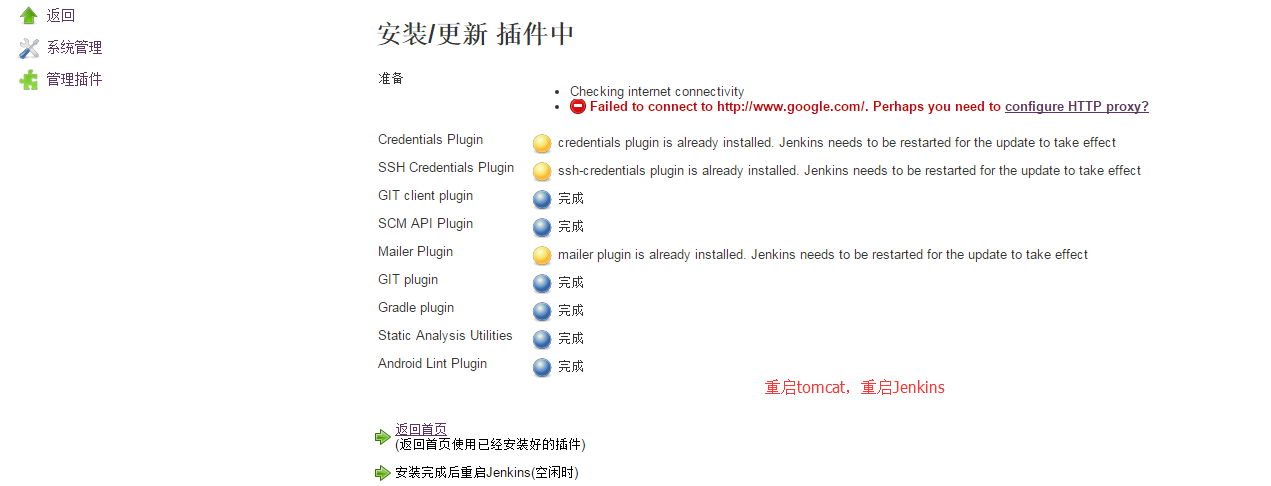 返回
系统管理
管理插件
安装/更新 插件中
准备
Checking internet connectivity
Failed to connect to http://www.google.com/. Perhaps you need to configure HTTP proxy?
Credentials Plugin credentials plugin is already installed. Jenkins needs to be restarted for the update to take effect
SSH Credentials Plugin ssh-credentials plugin is already installed. Jenkins needs to be restarted for the update to take effect
GIT client plugin 完成
SCM API Plugin 完成
Mailer Plugin mailer plugin is already installed. Jenkins needs to be restarted for the update to take effect
GIT plugin 完成
Gradle plugin 完成
Static Analysis Utilities 完成
Android Lint Plugin 完成
重启tomcat，重启Jenkins
返回首页
(返回首页使用已经安装好的插件)
安装完成后重启Jenkins(空闲时)